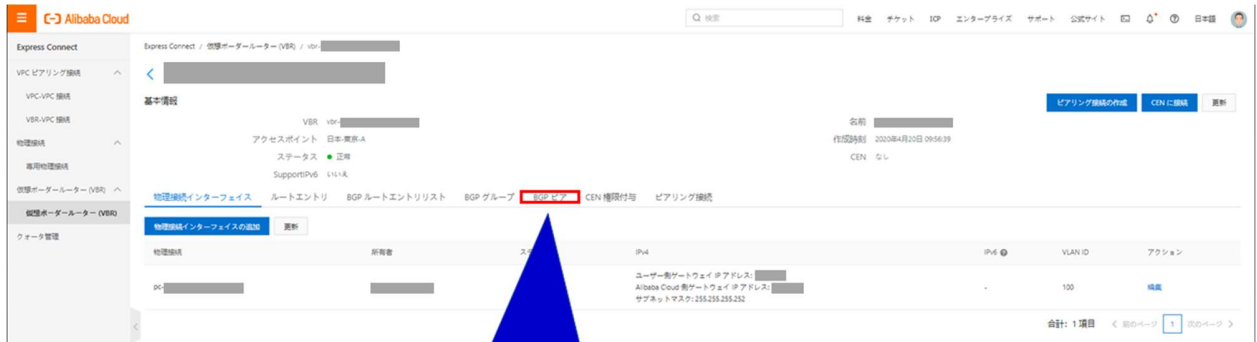 Alibaba Cloud
検索
料金 チケット ICP エンタープライズ サポート 公式サイト 日本語
Express Connect
Express Connect / 仮想ボーダールーター (VBR) / vbr-
VPC ピアリング接続
VPC-VPC 接続
VBR-VPC 接続
物理接続
専用物理接続
仮想ボーダールーター (VBR)
仮想ボーダールーター (VBR)
クォータ管理
基本情報
ピアリング接続の作成 CEN に接続 更新
VBR vbr-
名前
アクセスポイント 日本-東京-A
作成時刻 2020年4月20日 09:56:39
ステータス 正常
CEN なし
SupportIPv6 いいえ
物理接続インターフェイス ルートエントリ BGP ルートエントリリスト BGP グループ BGP ピア CEN 権限付与 ピアリング接続
物理接続インターフェイスの追加 更新
物理接続 所有者 ス IPv4 IPv6 VLAN ID アクション
pc-
ユーザー側ゲートウェイ IP アドレス:
Alibaba Cloud 側ゲートウェイ IP アドレス:
サブネットマスク: 255.255.255.252
- 100 編集
合計: 1 項目 前のページ 1 次のページ